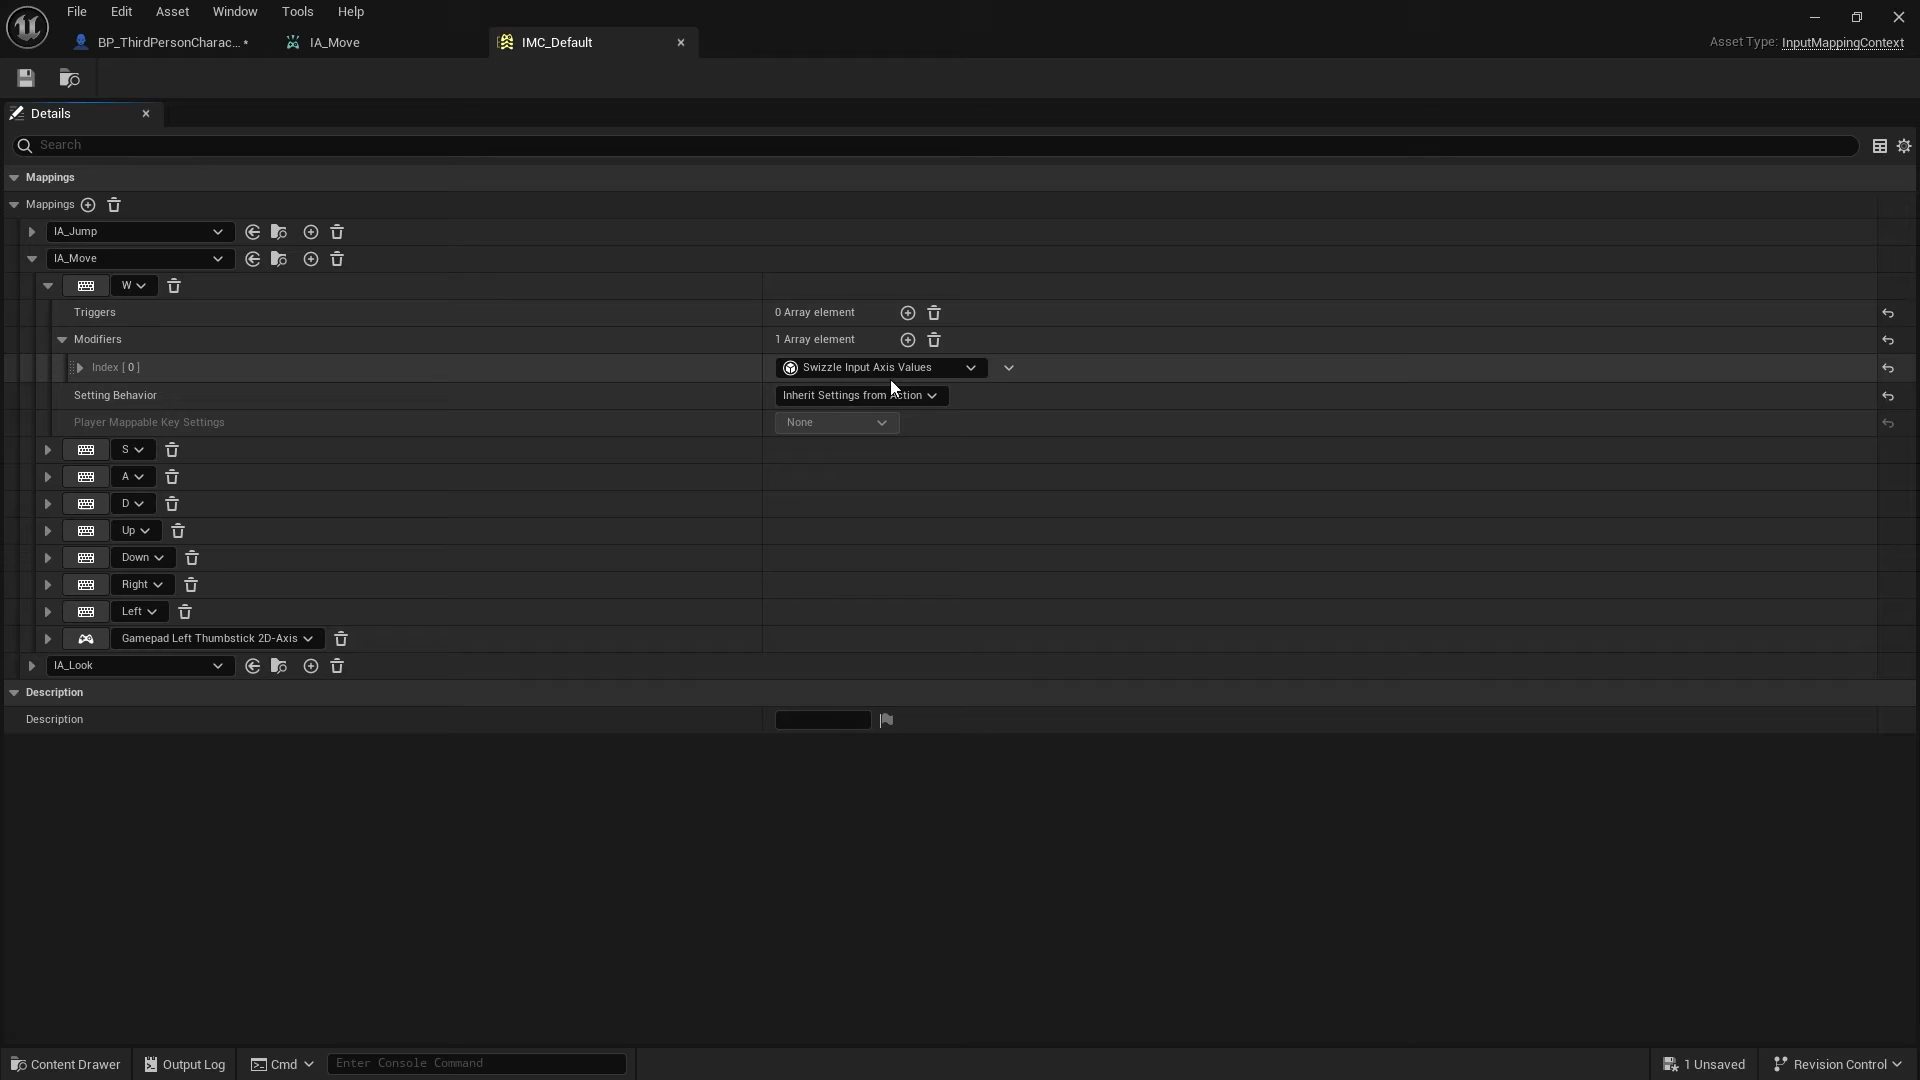 File Edit Asset Window Tools Help
BP_ThirdPersonCharac... •
IA_Move
IMC_Default
Asset Type: InputMappingContext
Details
Search
Mappings
Mappings
IA_Jump
IA_Move
W
Triggers 0 Array element
Modifiers 1 Array element
Index [ 0 ] Swizzle Input Axis Values
Setting Behavior Inherit Settings from Action
Player Mappable Key Settings None
S
A
D
Up
Down
Right
Left
Gamepad Left Thumbstick 2D-Axis
IA_Look
Description
Description
Content Drawer Output Log Cmd Enter Console Command 1 Unsaved Revision Control